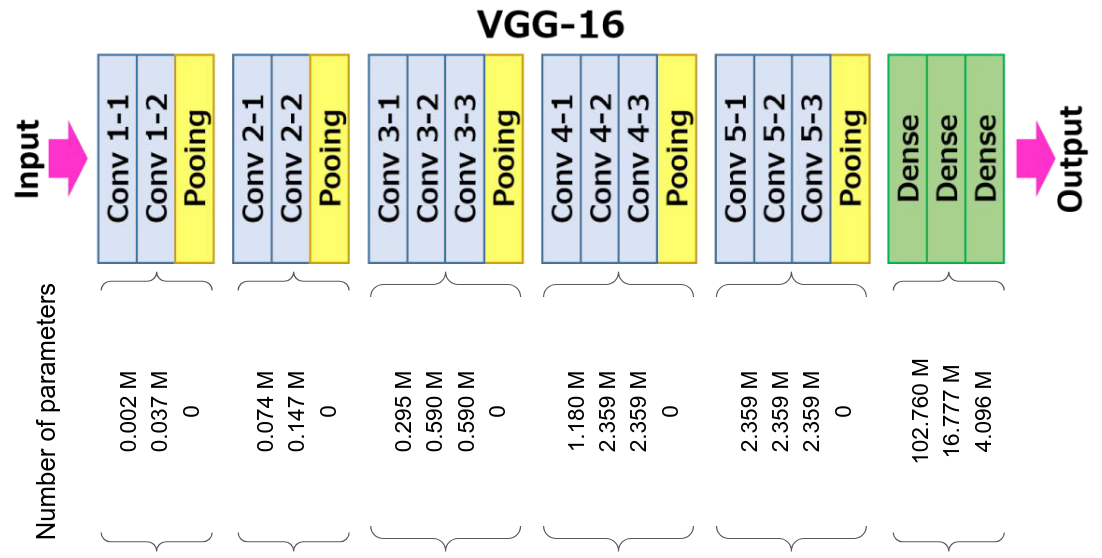 VGG-16
Input
Conv 1-1
Conv 1-2
Pooing
Conv 2-1
Conv 2-2
Pooing
Conv 3-1
Conv 3-2
Conv 3-3
Pooing
Conv 4-1
Conv 4-2
Conv 4-3
Pooing
Conv 5-1
Conv 5-2
Conv 5-3
Pooing
Dense
Dense
Dense
Output
Number of parameters
0.002 M
0.037 M
0
0.074 M
0.147 M
0
0.295 M
0.590 M
0.590 M
0
1.180 M
2.359 M
2.359 M
0
2.359 M
2.359 M
2.359 M
0
102.760 M
16.777 M
4.096 M